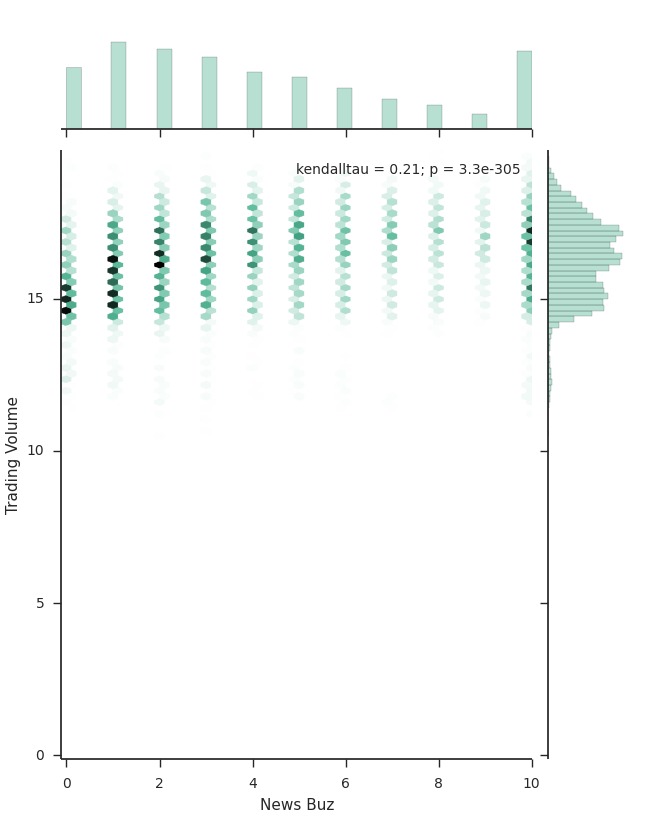 kendalltau = 0.21; p = 3.3e-305
15
10
5
0
Trading Volume
0 2 4 6 8 10
News Buz